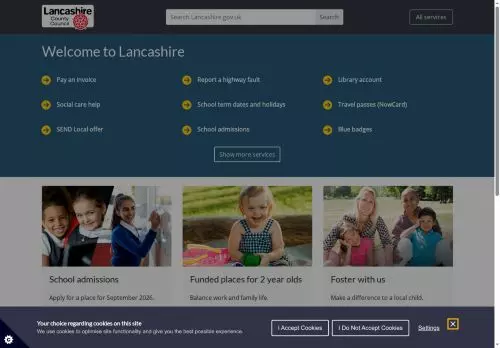 Lancashire
County
Council
Search Lancashire.gov.uk
Search
All services
Welcome to Lancashire
Pay an invoice
Report a highway fault
Library account
Social care help
School term dates and holidays
Travel passes (NowCard)
SEND Local offer
School admissions
Blue badges
Show more services
School admissions
Funded places for 2 year olds
Foster with us
Apply for a place for September 2026.
Balance work and family life.
Make a difference to a local child.
Your choice regarding cookies on this site
We use cookies to optimise site functionality and give you the best possible experience.
I Accept Cookies
I Do Not Accept Cookies
Settings